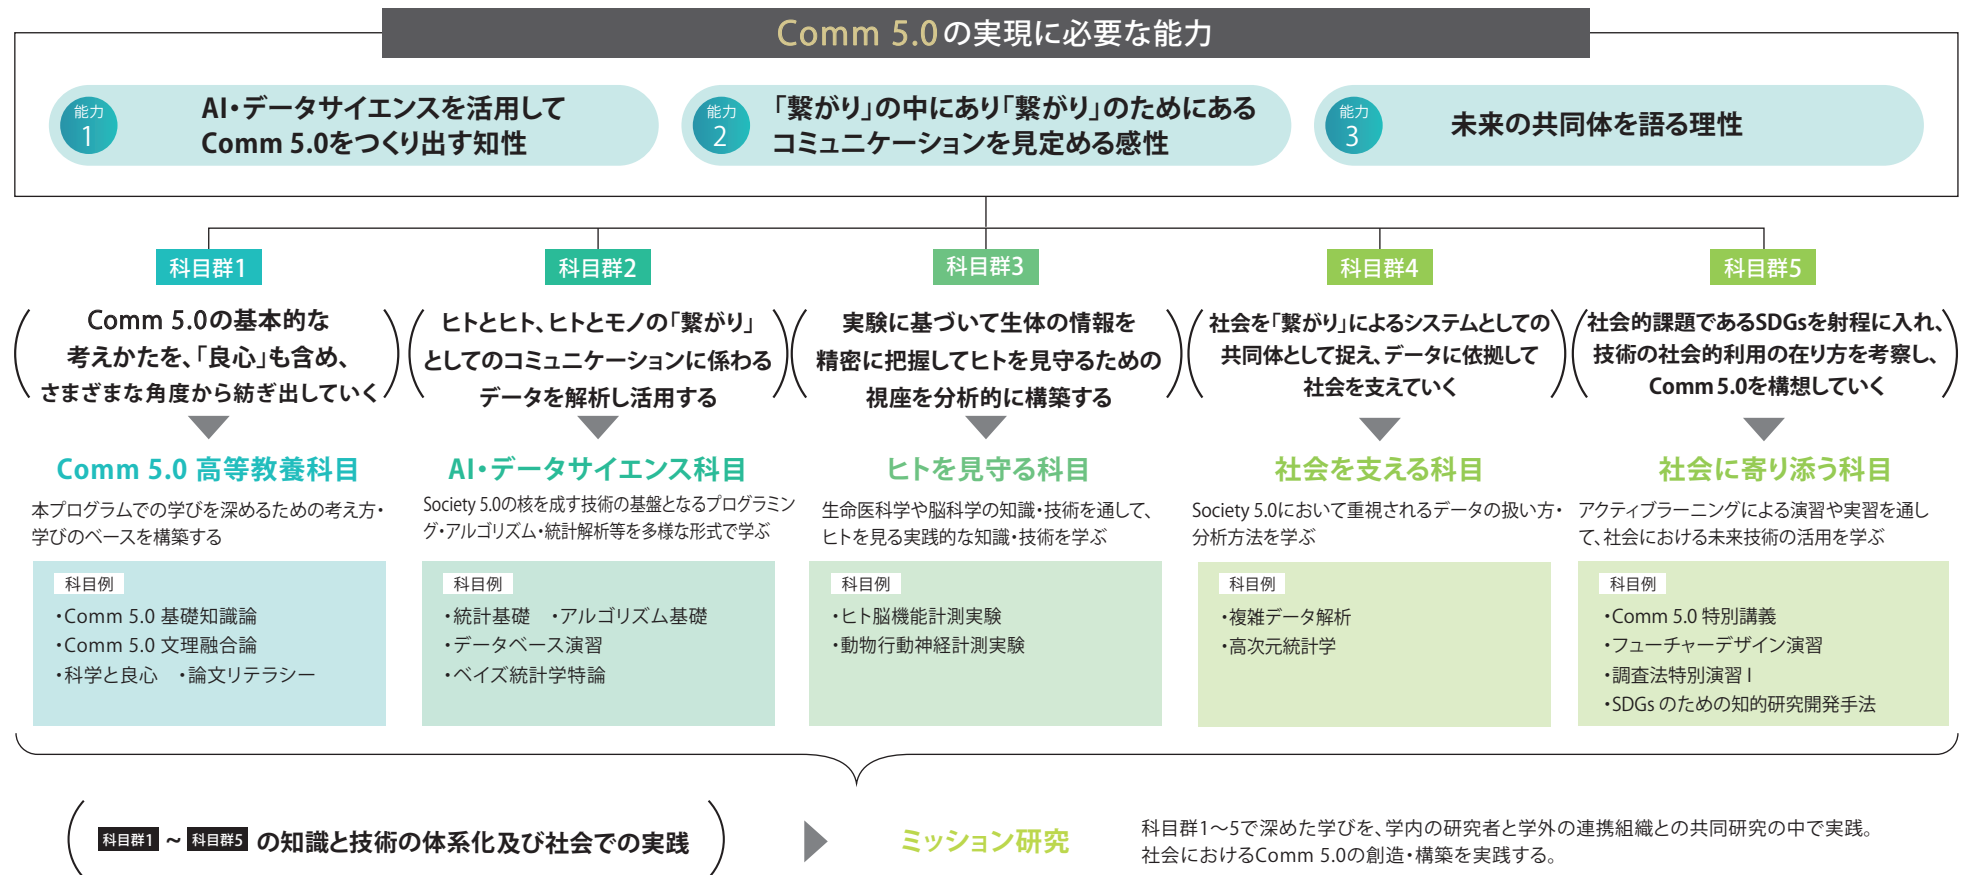 Comm 5.0の実現に必要な能力
能力
1
AI・データサイエンスを活用して
Comm 5.0をつくり出す知性
能力
2
「繋がり」の中にあり「繋がり」のためにある
コミュニケーションを見定める感性
能力
3
未来の共同体を語る理性
科目群1
Comm 5.0の基本的な
考えかたを、「良心」も含め、
さまざまな角度から紡ぎ出していく
Comm 5.0 高等教養科目
本プログラムでの学びを深めるための考え方・
学びのベースを構築する
科目例
・Comm 5.0 基礎知識論
・Comm 5.0 文理融合論
・科学と良心 ・論文リテラシー
科目群2
ヒトとヒト、ヒトとモノの「繋がり」
としてのコミュニケーションに係わる
データを解析し活用する
AI・データサイエンス科目
Society 5.0の核を成す技術の基盤となるプログラミン
グ・アルゴリズム・統計解析等を多様な形式で学ぶ
科目例
・統計基礎 ・アルゴリズム基礎
・データベース演習
・ベイズ統計学特論
科目群3
実験に基づいて生体の情報を
精密に把握してヒトを見守るための
視座を分析的に構築する
ヒトを見守る科目
生命医科学や脳科学の知識・技術を通して、
ヒトを見る実践的な知識・技術を学ぶ
科目例
・ヒト脳機能計測実験
・動物行動神経計測実験
科目群4
社会を「繋がり」によるシステムとしての
共同体として捉え、データに依拠して
社会を支えていく
社会を支える科目
Society 5.0において重視されるデータの扱い方・
分析方法を学ぶ
科目例
・複雑データ解析
・高次元統計学
科目群5
社会的課題であるSDGsを射程に入れ、
技術の社会的利用の在り方を考察し、
Comm 5.0を構想していく
社会に寄り添う科目
アクティブラーニングによる演習や実習を通し
て、社会における未来技術の活用を学ぶ
科目例
・Comm 5.0 特別講義
・フューチャーデザイン演習
・調査法特別演習 I
・SDGs のための知的研究開発手法
科目群1 ~ 科目群5 の知識と技術の体系化及び社会での実践
ミッション研究
科目群1〜5で深めた学びを、学内の研究者と学外の連携組織との共同研究の中で実践。
社会におけるComm 5.0の創造・構築を実践する。